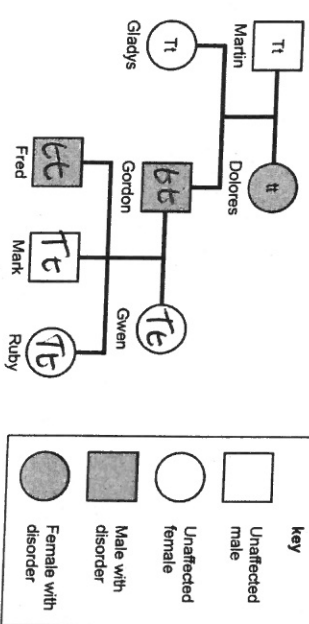 Tt
Martin
tt
Dolores
Tt
Gladys
tt
Gordon
Tt
Gwen
tt
Fred
Tt
Mark
Tt
Ruby
key
Unaffected
male
Unaffected
female
Male with
disorder
Female with
disorder